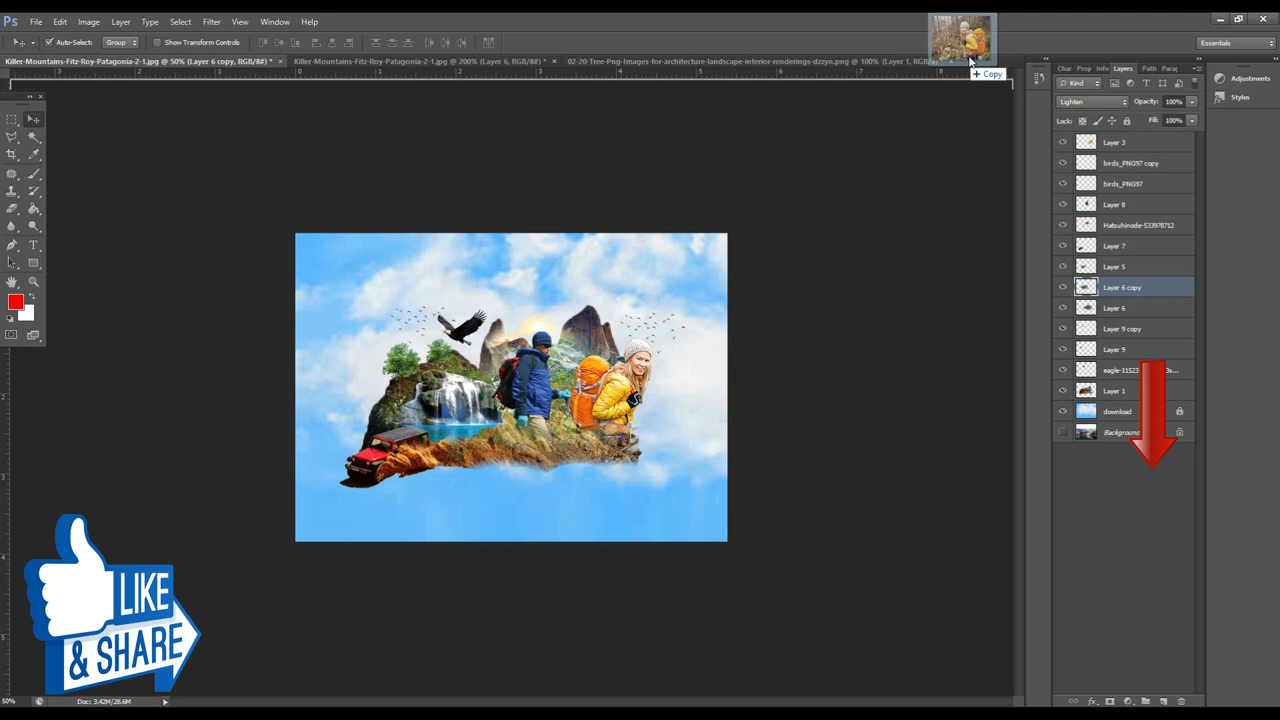 Ps File Edit Image Layer Type Select Filter View Window Help
Auto-Select: Group Show Transform Controls
Essentials
Killer-Mountains-Fitz-Roy-Patagonia-2-1.jpg @ 50% (Layer 6 copy, RGB/8#) * ×
Killer-Mountains-Fitz-Roy-Patagonia-2-1.jpg @ 200% (Layer 6, RGB/8#) * ×
02-20-Tree-Png-Images-for-architecture-landscape-interior-renderings-dzzyn.png @ 100% (Layer 1, RGB/8#)
+ Copy
Char Prop Info Layers Path Para
Kind
Lighten Opacity: 100%
Lock: Fill: 100%
Layer 3
birds_PNG97 copy
birds_PNG97
Layer 8
Hatsuhinode-533978712
Layer 7
Layer 5
Layer 6 copy
Layer 6
Layer 9 copy
Layer 9
Layer 1
download
Background
Adjustments
Styles
LIKE
& SHARE
50% Doc: 3.42M/28.6M